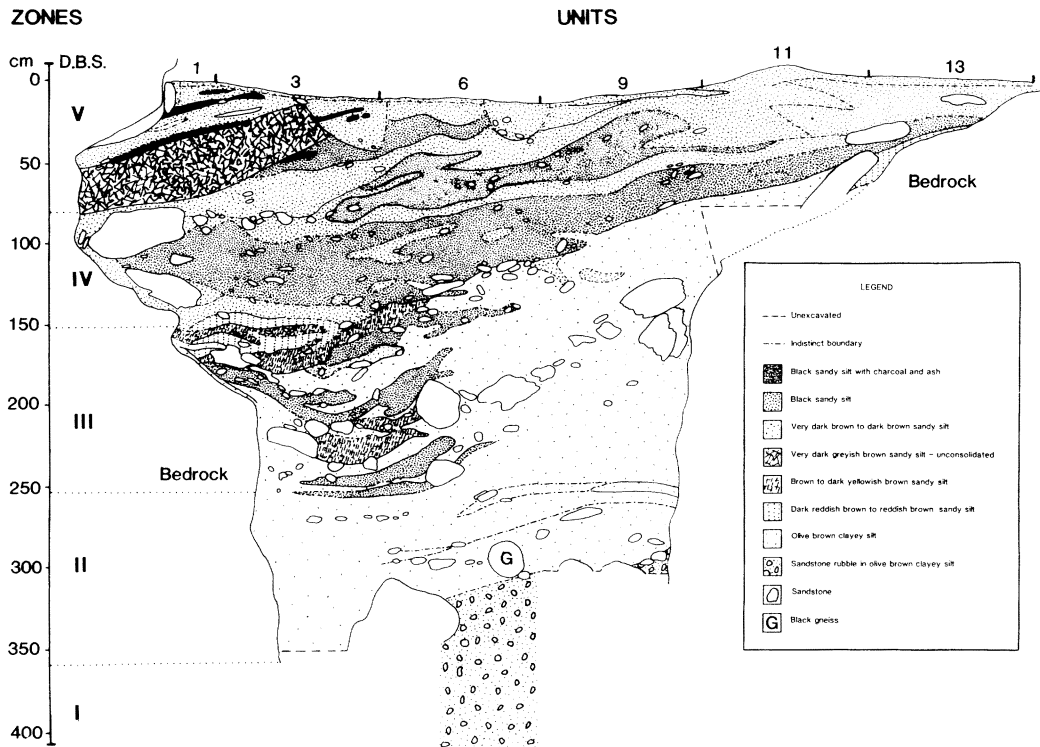 ZONES
UNITS
cm D.B.S.
1 3 6 9 11 13
0
V
50
Bedrock
100
IV
150
200
III
Bedrock
250
II
G
300
350
I
400
LEGEND
Unexcavated
Indistinct boundary
Black sandy silt with charcoal and ash
Black sandy silt
Very dark brown to dark brown sandy silt
Very dark greyish brown sandy silt - unconsolidated
Brown to dark yellowish brown sandy silt
Dark reddish brown to reddish brown sandy silt
Olive brown clayey silt
Sandstone rubble in olive brown clayey silt
Sandstone
G Black gneiss